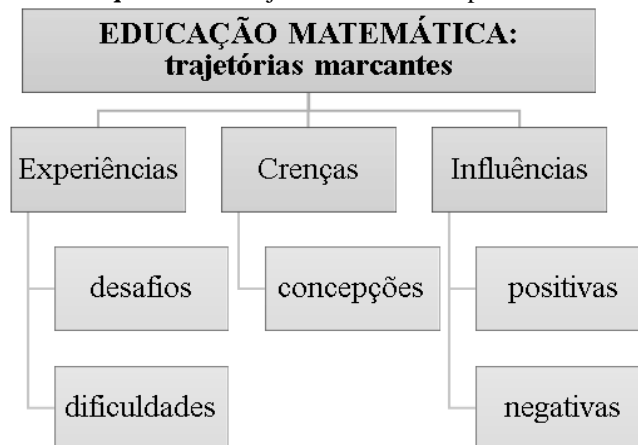 EDUCAÇÃO MATEMÁTICA:
trajetórias marcantes
Experiências
Crenças
Influências
desafios
concepções
positivas
dificuldades
negativas